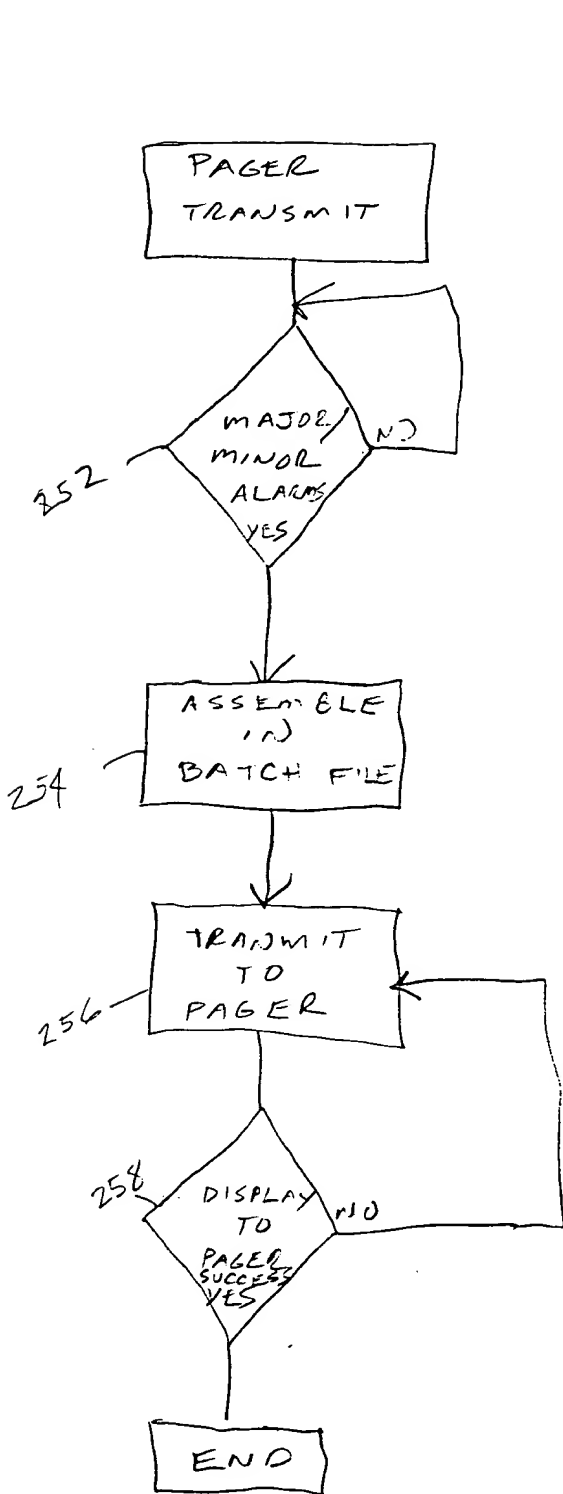 PAGER
TRANSMIT
MAJOR/
MINOR
ALARMS
YES
NO
252
ASSEMBLE
IN
BATCH FILE
254
TRANMIT
TO
PAGER
256
258
DISPLAY
TO
PAGER
SUCCESS
YES
NO
END